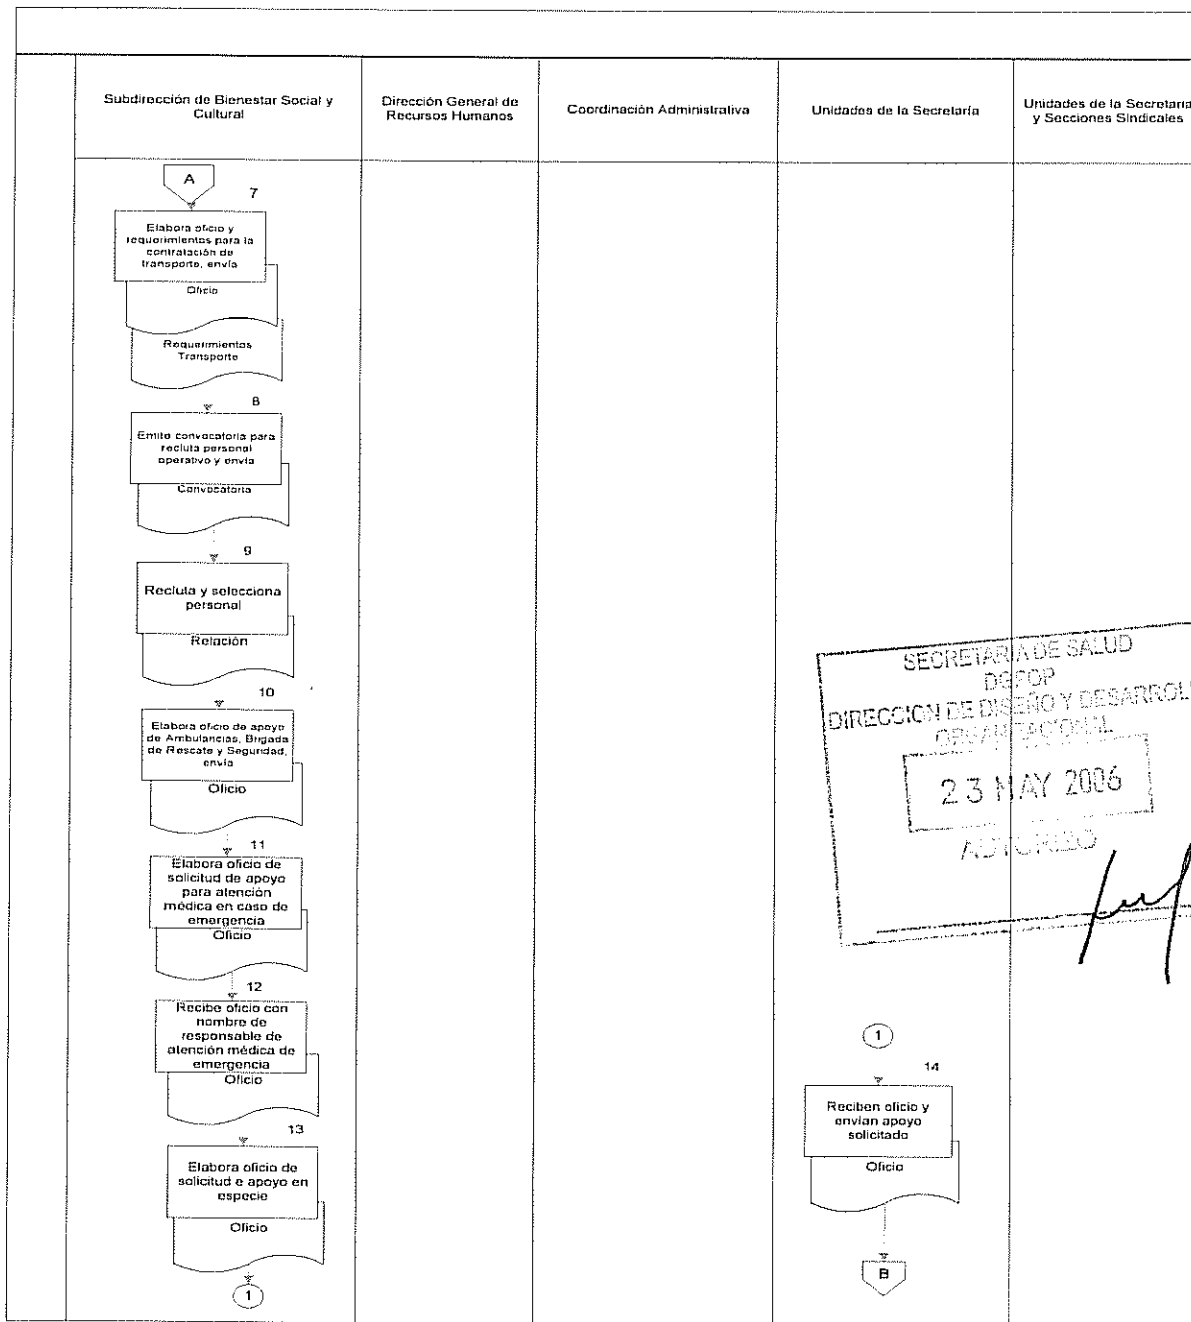 Subdirección de Bienestar Social y
Cultural
Dirección General de
Recursos Humanos
Coordinación Administrativa
Unidades de la Secretaría
Unidades de la Secretaría
y Secciones Sindicales
A
7
Elabora oficio y
requerimientos para la
contratación de
transporte, envía
Oficio
Requerimientos
Transporte
8
Emite convocatoria para
recluta personal
operativo y envía
Convocatoria
9
Recluta y selecciona
personal
Relación
10
Elabora oficio de apoyo
de Ambulancias, Brigada
de Rescate y Seguridad,
envía
Oficio
11
Elabora oficio de
solicitud de apoyo
para atención
médica en caso de
emergencia
Oficio
12
Recibe oficio con
nombre de
responsable de
atención médica de
emergencia
Oficio
13
Elabora oficio de
solicitud e apoyo en
especie
Oficio
1
1
14
Reciben oficio y
envían apoyo
solicitado
Oficio
B
SECRETARIA DE SALUD
DGPOP
DIRECCION DE DISEÑO Y DESARROL
ORGANIZACIONAL
23 MAY 2006
AUTORIZO